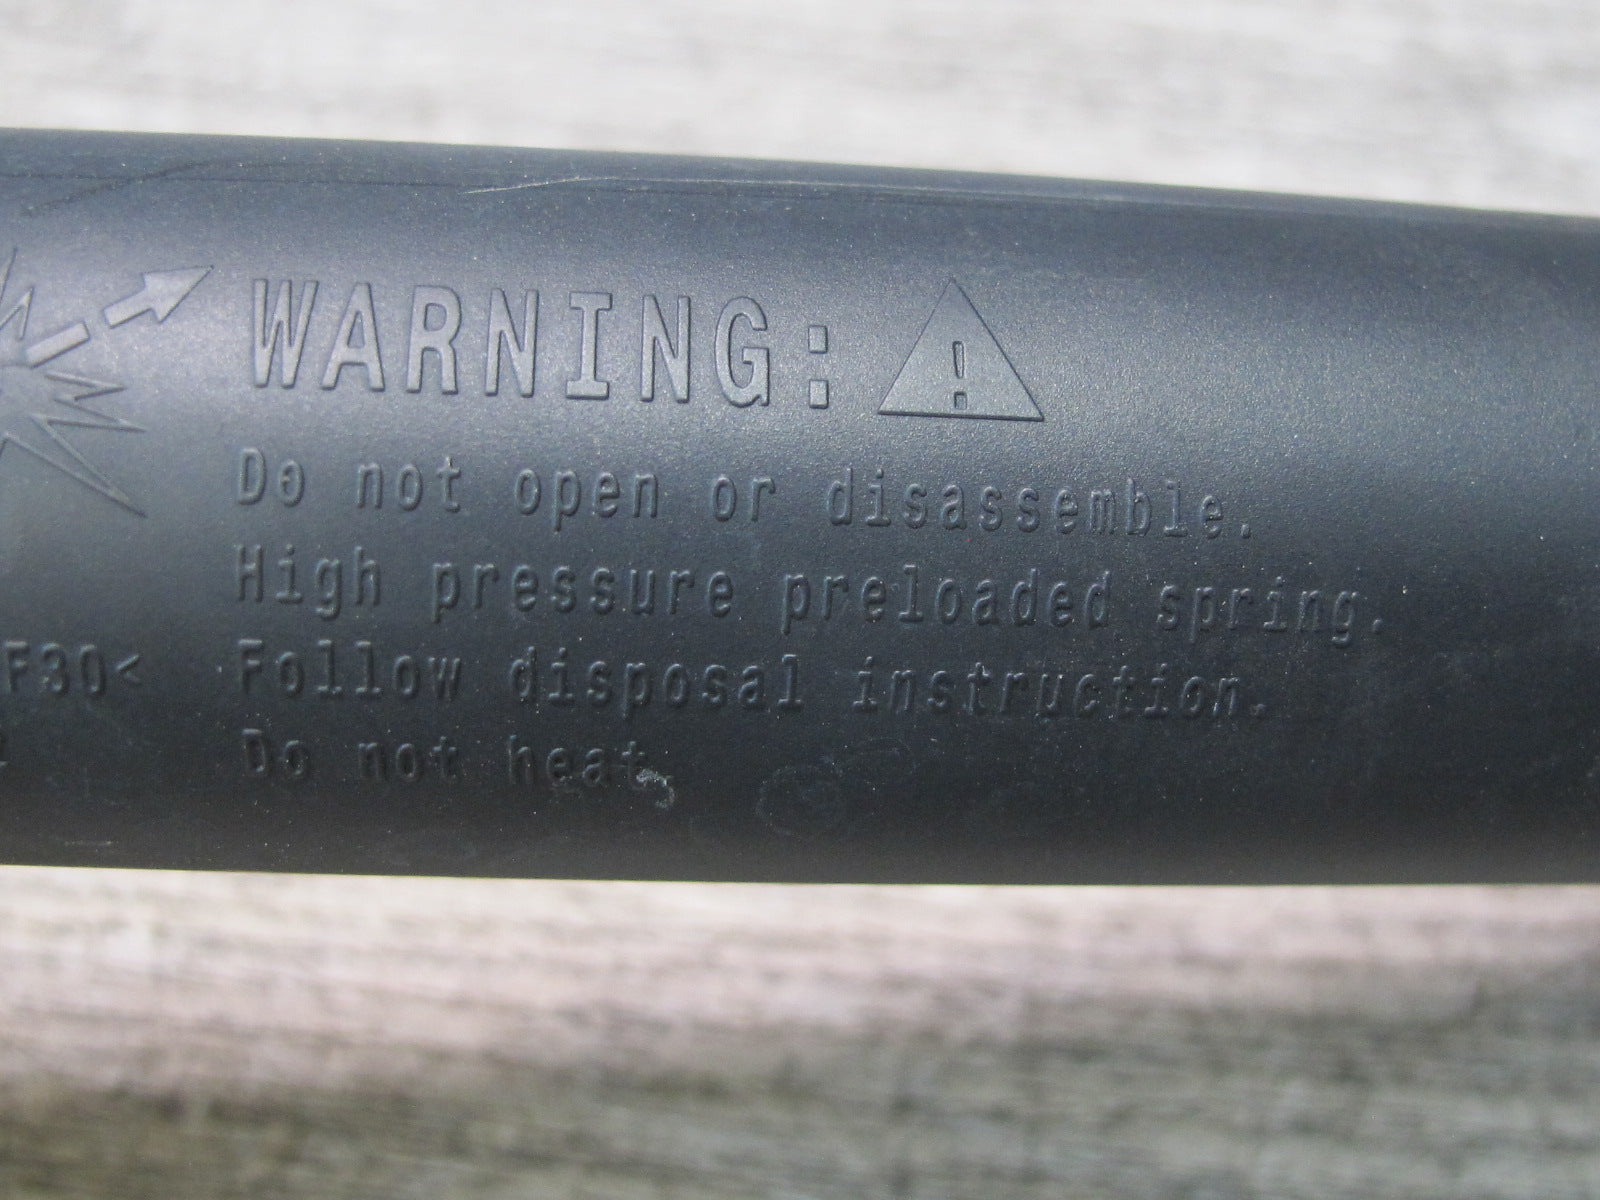 WARNING:
Do not open or disassemble.
High pressure preloaded spring.
F30< Follow disposal instruction.
Do not heat.